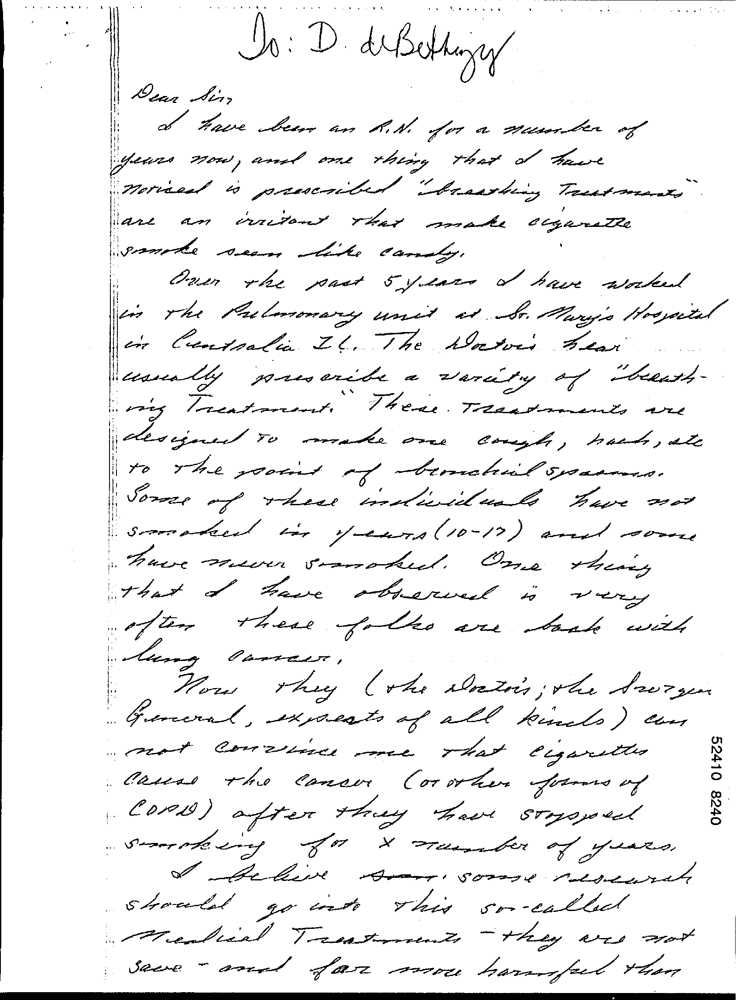 To: D. deBethizy
Dear Sir,
I have been an R.N. for a number of
years now, and one thing that I have
noticed is prescribed "breathing Treatments"
are an irritant that make cigarette
smoke seem like candy.
Over the past 5 years I have worked
in the Pulmonary unit at St. Mary's Hospital
in Centralia Il. The Doctors hear
usually prescribe a variety of "breath-
ing Treatment." These Treatments are
designed to make one cough, hack, etc
to the point of bronchial spasms.
Some of these individuals have not
smoked in years (10-17) and some
have never smoked. One thing
that I have observed is very
often these folks are back with
lung cancer.
Now they (the Doctors; the Surgen
General, experts of all kinds) can
not convince me that cigarettes
cause the cancer (or other forms of
COPD) after they have stopped
smoking for X number of years.
I belive some research
should go into this so-called
Medical Treatments - they are not
save - and far more harmful than
52410 8240